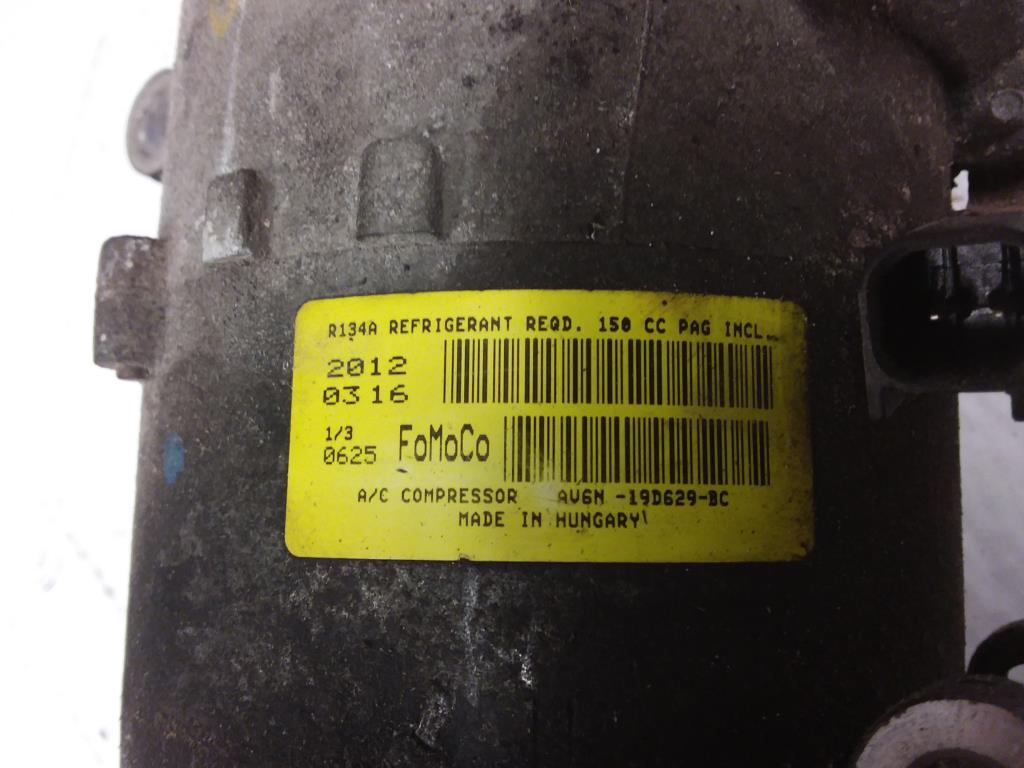 R134A REFRIGERANT REQD. 150 CC PAG INCL.
2012
0316
1/3
0625 FoMoCo
A/C COMPRESSOR AV6N -19D629-BC
MADE IN HUNGARY